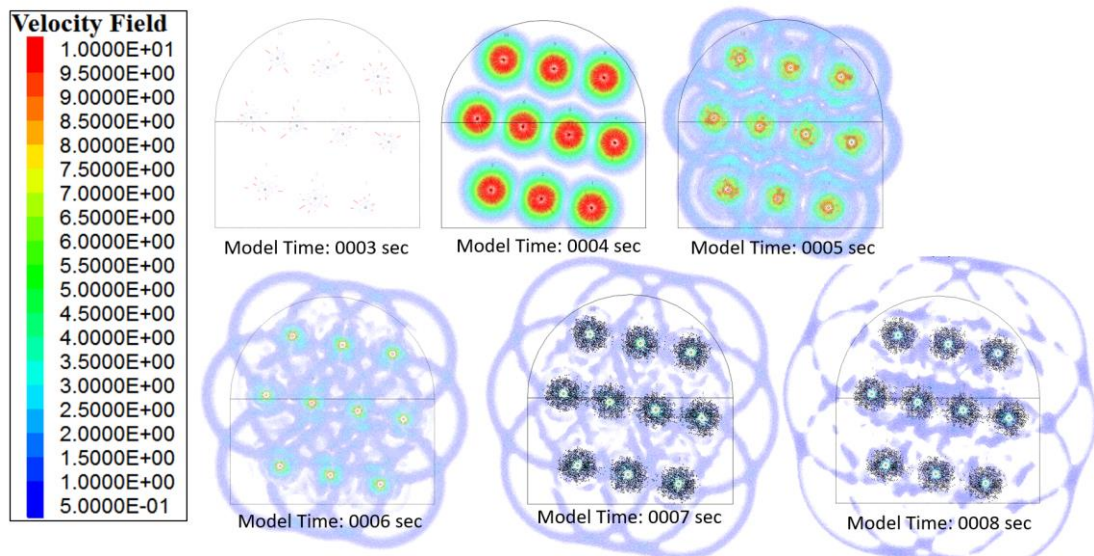 Velocity Field
1.0000E+01
9.5000E+00
9.0000E+00
8.5000E+00
8.0000E+00
7.5000E+00
7.0000E+00
6.5000E+00
6.0000E+00
5.5000E+00
5.0000E+00
4.5000E+00
4.0000E+00
3.5000E+00
3.0000E+00
2.5000E+00
2.0000E+00
1.5000E+00
1.0000E+00
5.0000E-01
Model Time: 0003 sec
Model Time: 0004 sec
Model Time: 0005 sec
Model Time: 0006 sec
Model Time: 0007 sec
Model Time: 0008 sec